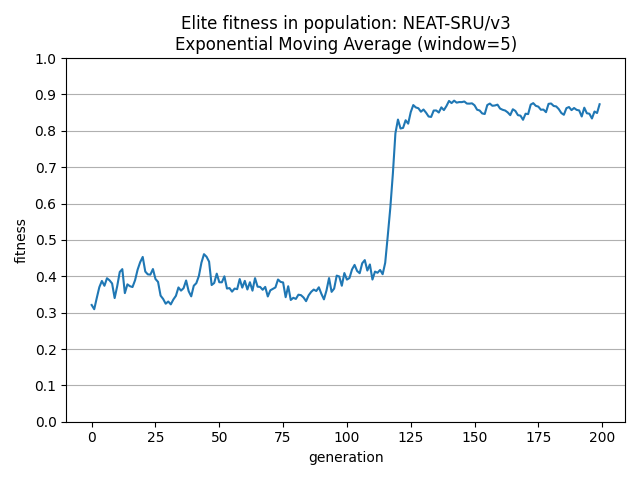 Elite fitness in population: NEAT-SRU/v3
Exponential Moving Average (window=5)
1.0
0.9
0.8
0.7
0.6
0.5
0.4
0.3
0.2
0.1
0.0
fitness
0 25 50 75 100 125 150 175 200
generation